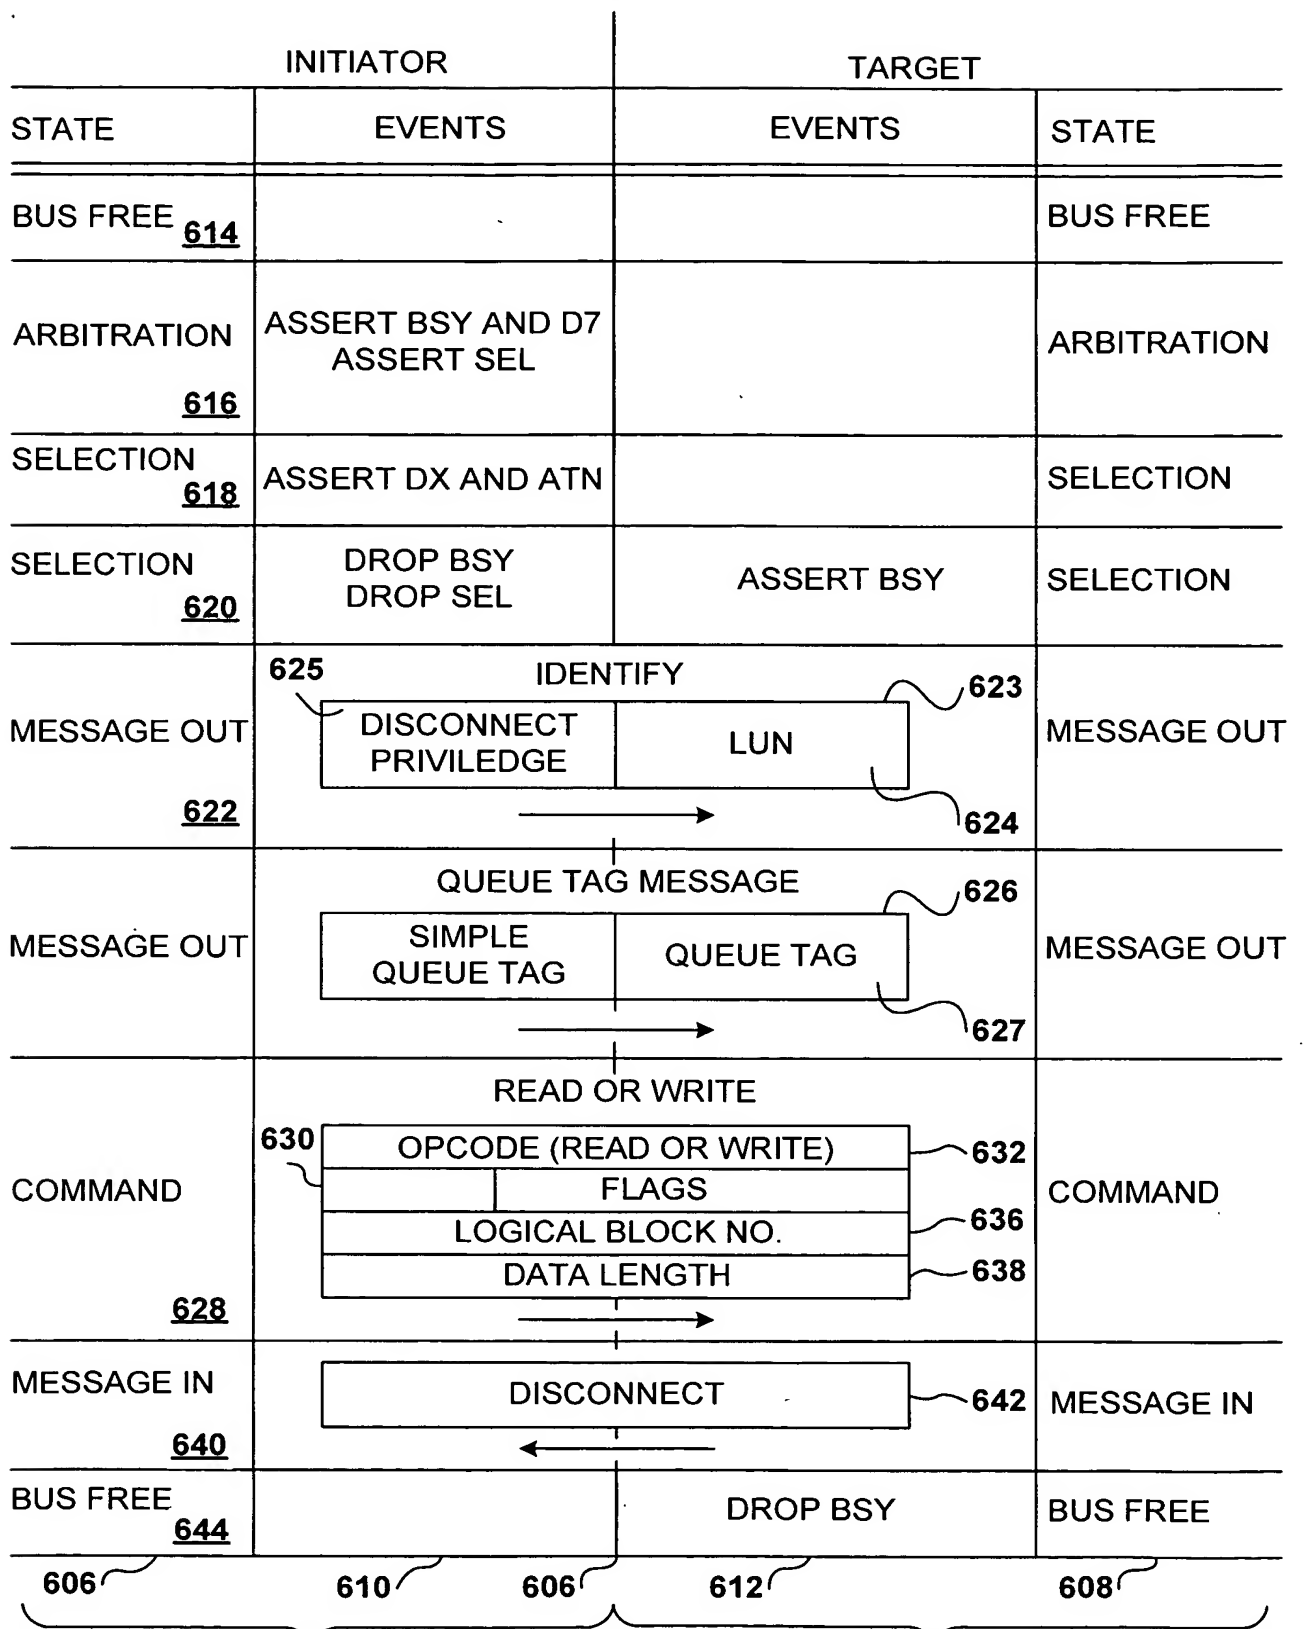 INITIATOR TARGET
STATE EVENTS EVENTS STATE
BUS FREE 614 BUS FREE
ARBITRATION 616 ASSERT BSY AND D7 ARBITRATION
ASSERT SEL
SELECTION 618 ASSERT DX AND ATN SELECTION
SELECTION 620 DROP BSY ASSERT BSY SELECTION
DROP SEL
625 IDENTIFY 623
MESSAGE OUT DISCONNECT LUN MESSAGE OUT
PRIVILEDGE
622 624
QUEUE TAG MESSAGE 626
MESSAGE OUT SIMPLE QUEUE TAG MESSAGE OUT
QUEUE TAG
627
READ OR WRITE
630 OPCODE (READ OR WRITE) 632
COMMAND FLAGS COMMAND
LOGICAL BLOCK NO. 636
DATA LENGTH 638
628
MESSAGE IN DISCONNECT 642 MESSAGE IN
640
BUS FREE 644 DROP BSY BUS FREE
606 610 606 612 608